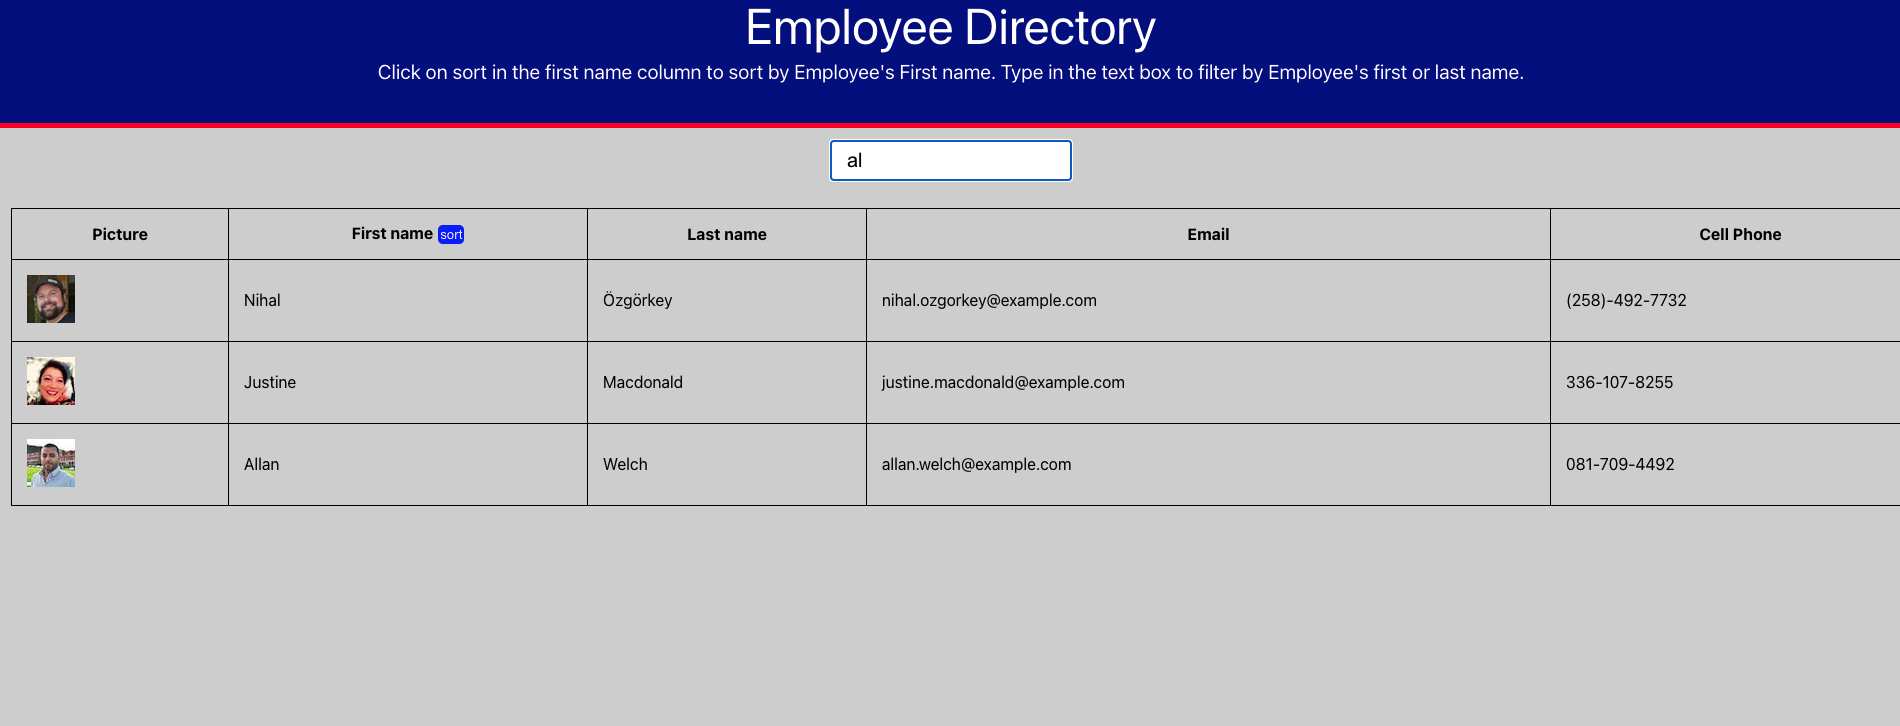 Employee Directory
Click on sort in the first name column to sort by Employee's First name. Type in the text box to filter by Employee's first or last name.
al
Picture First name sort Last name Email Cell Phone
Nihal Özgörkey nihal.ozgorkey@example.com (258)-492-7732
Justine Macdonald justine.macdonald@example.com 336-107-8255
Allan Welch allan.welch@example.com 081-709-4492